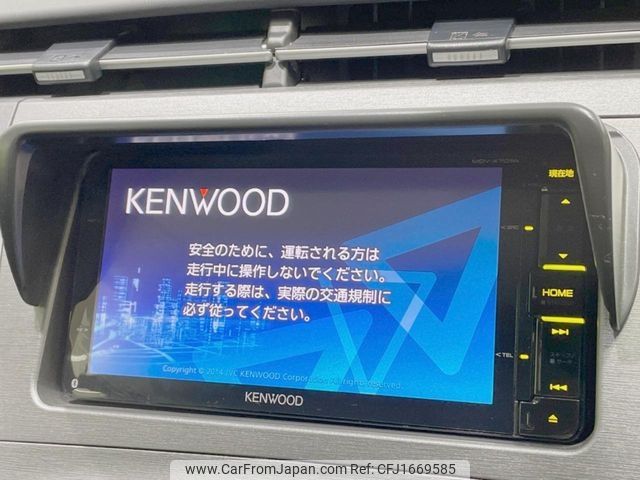 現在地
KENWOOD
安全のために、運転される方は
走行中に操作しないでください。
走行する際は、実際の交通規制に
必ず従ってください。
HOME
< TEL
Copyright © 2014 JVC KENWOOD Corporation All rights reserved.
KENWOOD
www.CarFromJapan.com | © CarFromJapan.com | CFJ1669585